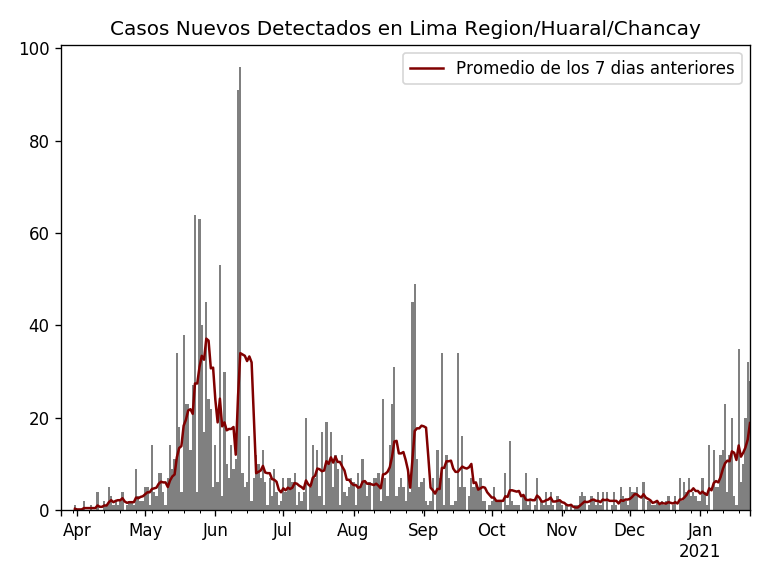 Casos Nuevos Detectados en Lima Region/Huaral/Chancay
Promedio de los 7 dias anteriores
100
80
60
40
20
0
Apr May Jun Jul Aug Sep Oct Nov Dec Jan
2021